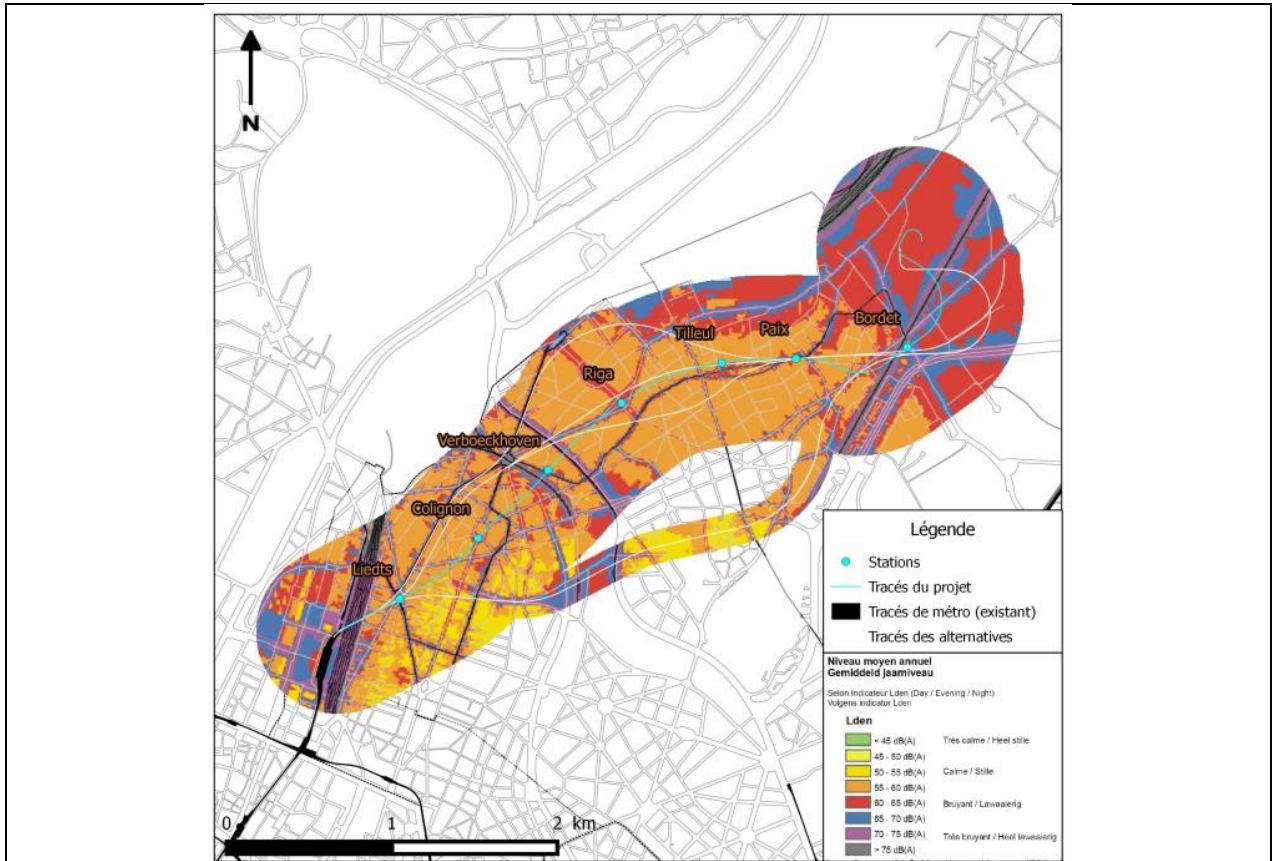 N
Tilleul
Paix
Bordet
Riga
Verboeckhoven
Colignon
Liedts
Légende
Stations
Tracés du projet
Tracés de métro (existant)
Tracés des alternatives
Niveau moyen annuel
Gemiddeld jaarniveau
Selon Indicateur Lden (Day / Evening / Night)
Volgens indicator Lden
Lden
< 45 dB(A) Très calme / Heel stille
45 - 50 dB(A)
50 - 55 dB(A) Calme / Stille
55 - 60 dB(A)
60 - 65 dB(A) Bruyant / Lawaaierig
65 - 70 dB(A)
70 - 75 dB(A) Très bruyant / Heel lawaaierig
> 75 dB(A)
0 1 2 km